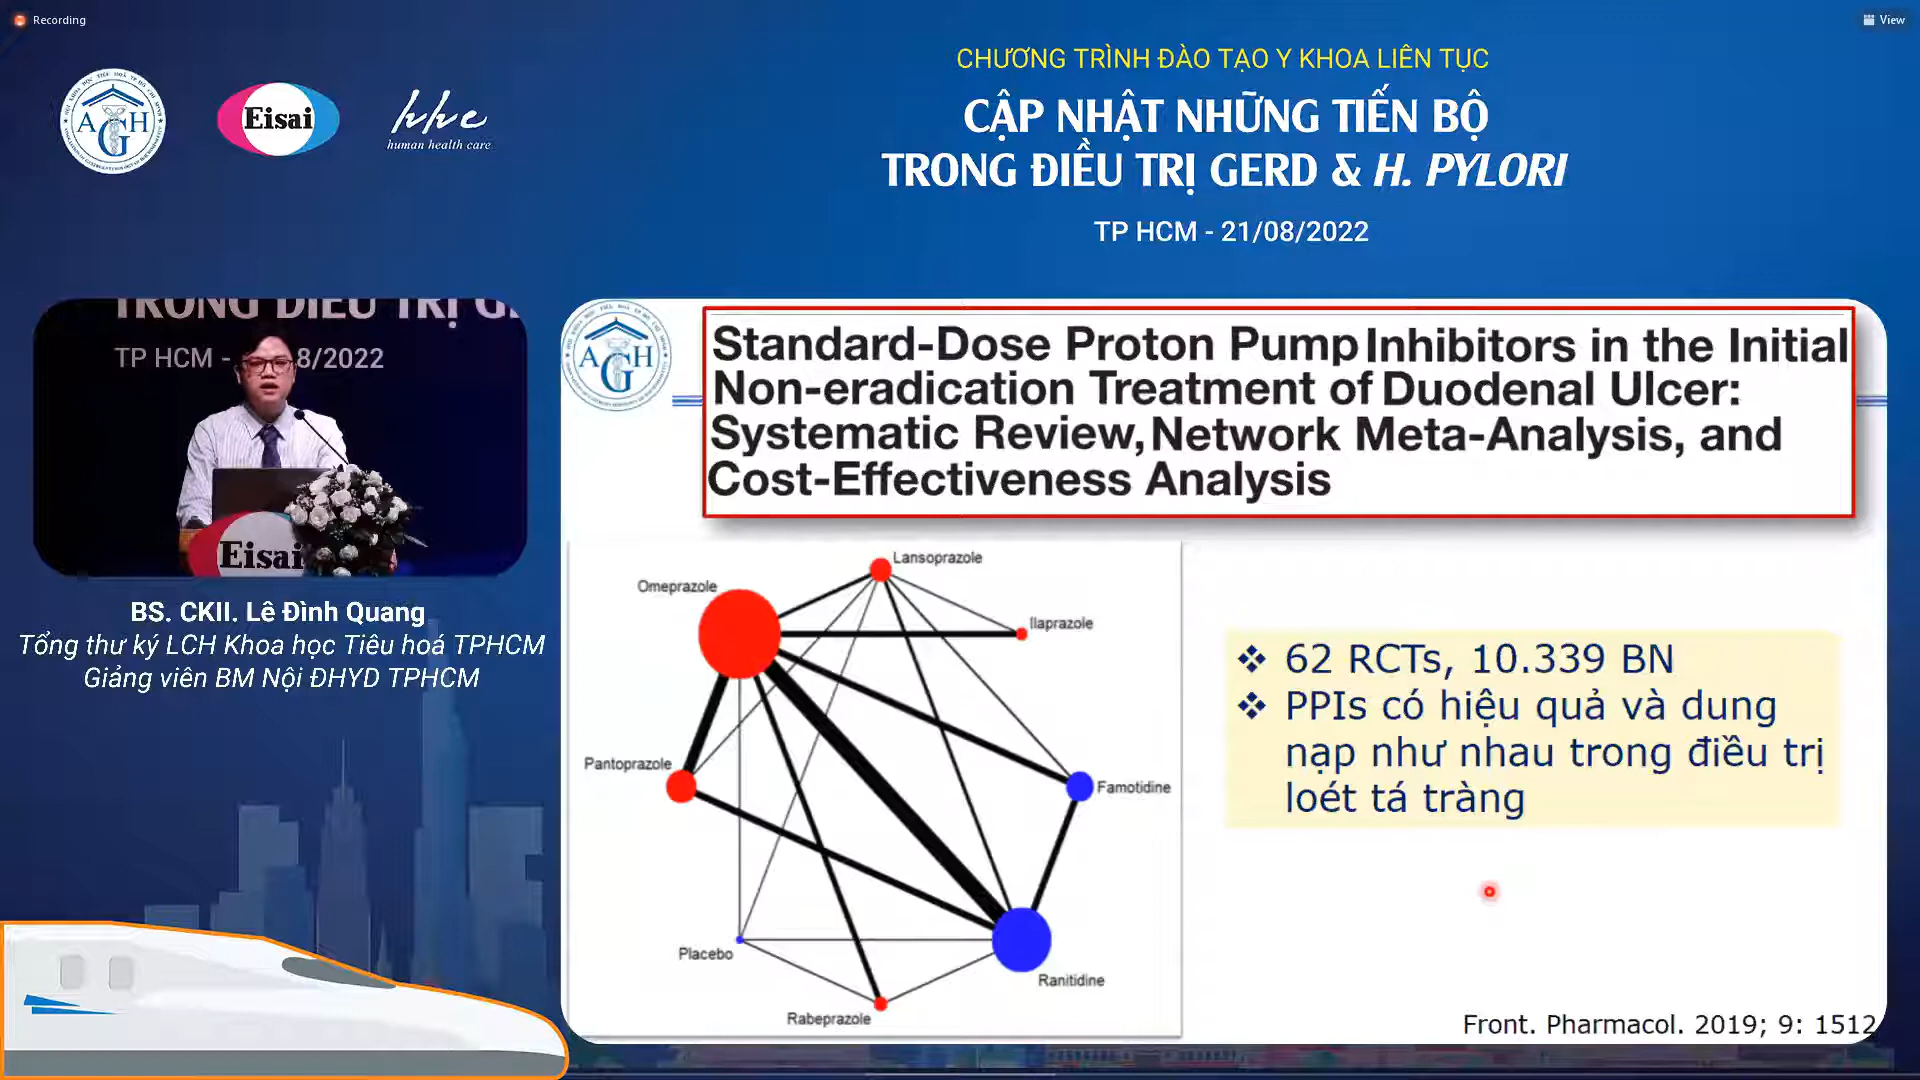 Recording
View
CHƯƠNG TRÌNH ĐÀO TẠO Y KHOA LIÊN TỤC
CẬP NHẬT NHỮNG TIẾN BỘ
TRONG ĐIỀU TRỊ GERD & H. PYLORI
TP HCM - 21/08/2022
AGH
Eisai
hhc
human health care
TRONG ĐIỀU TRỊ G
TP HCM - 8/2022
Eisai
BS. CKII. Lê Đình Quang
Tổng thư ký LCH Khoa học Tiêu hoá TPHCM
Giảng viên BM Nội ĐHYD TPHCM
AGH
Standard-Dose Proton Pump Inhibitors in the Initial
Non-eradication Treatment of Duodenal Ulcer:
Systematic Review, Network Meta-Analysis, and
Cost-Effectiveness Analysis
Lansoprazole
Omeprazole
Ilaprazole
Pantoprazole
Famotidine
Placebo
Ranitidine
Rabeprazole
❖ 62 RCTs, 10.339 BN
❖ PPIs có hiệu quả và dung
nạp như nhau trong điều trị
loét tá tràng
Front. Pharmacol. 2019; 9: 1512